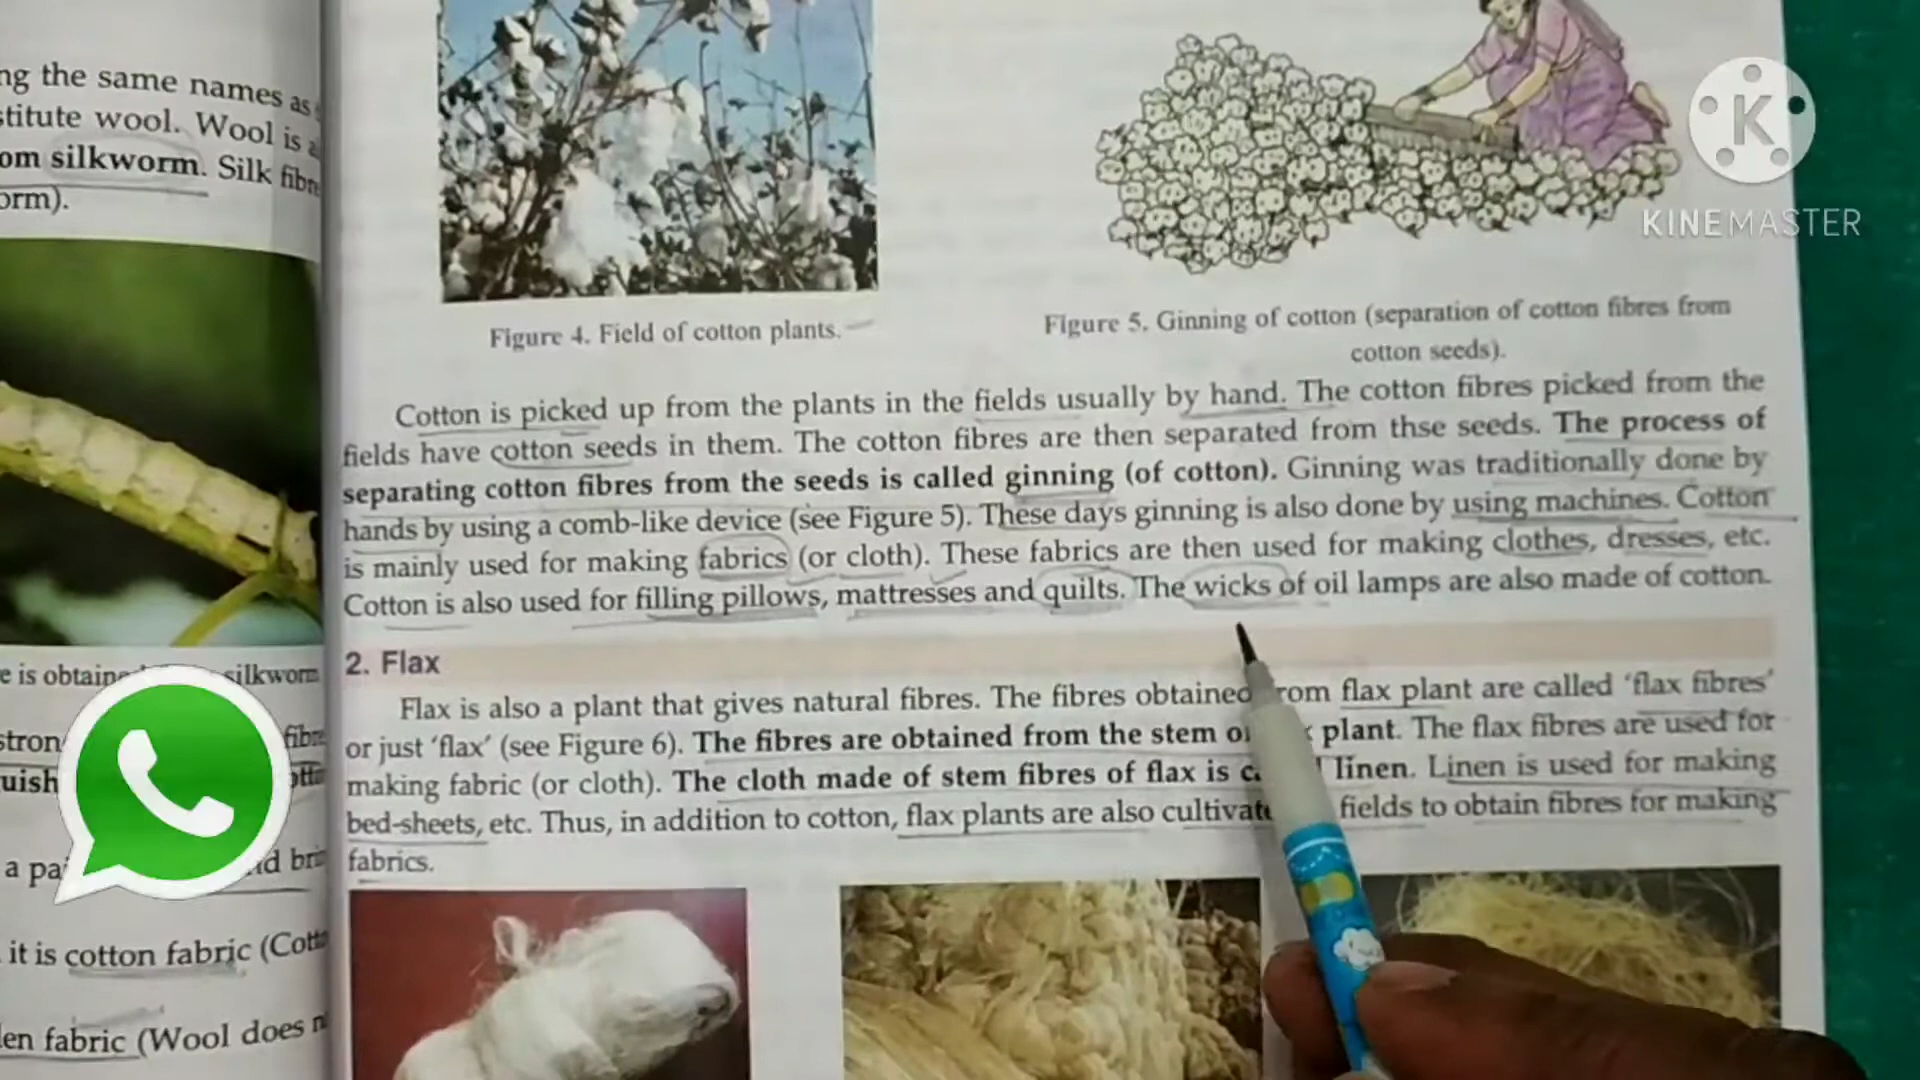 ng the same names as
stitute wool. Wool is
om silkworm. Silk fibr
orm).
e is obtain silkworm
stron fibr
uish
a pa
it is cotton fabric (Cott
len fabric (Wool does
KINEMASTER
Figure 4. Field of cotton plants.
Figure 5. Ginning of cotton (separation of cotton fibres from
cotton seeds).
Cotton is picked up from the plants in the fields usually by hand. The cotton fibres picked from the
fields have cotton seeds in them. The cotton fibres are then separated from thse seeds. The process of
separating cotton fibres from the seeds is called ginning (of cotton). Ginning was traditionally done by
hands by using a comb-like device (see Figure 5). These days ginning is also done by using machines. Cotton
is mainly used for making fabrics (or cloth). These fabrics are then used for making clothes, dresses, etc.
Cotton is also used for filling pillows, mattresses and quilts. The wicks of oil lamps are also made of cotton.
2. Flax
Flax is also a plant that gives natural fibres. The fibres obtained rom flax plant are called 'flax fibres'
or just 'flax' (see Figure 6). The fibres are obtained from the stem o plant. The flax fibres are used for
making fabric (or cloth). The cloth made of stem fibres of flax is c linen. Linen is used for making
bed-sheets, etc. Thus, in addition to cotton, flax plants are also cultivate fields to obtain fibres for making
fabrics.